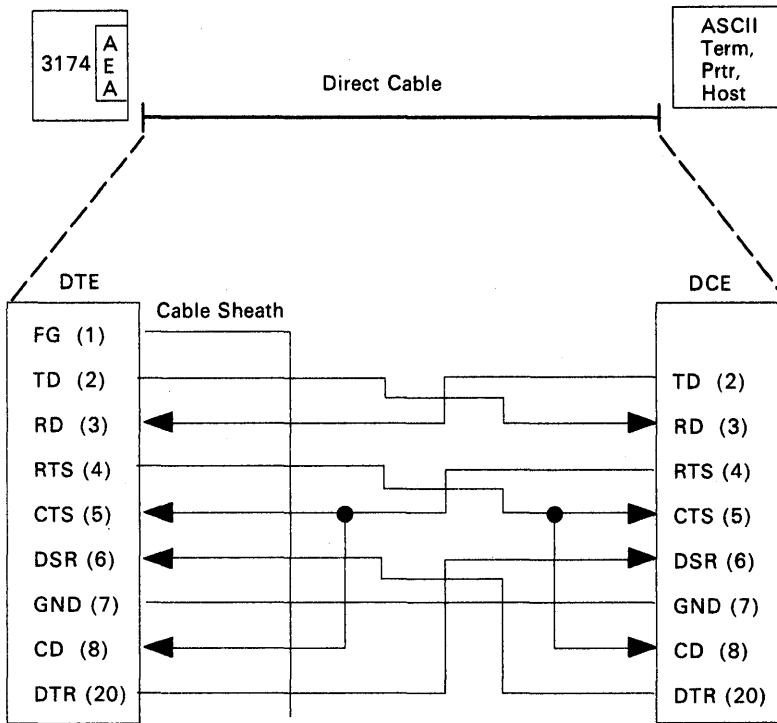 3174
A
E
A
ASCII
Term,
Prtr,
Host
Direct Cable
DTE
DCE
Cable Sheath
FG (1)
TD (2)
TD (2)
RD (3)
RD (3)
RTS (4)
RTS (4)
CTS (5)
CTS (5)
DSR (6)
DSR (6)
GND (7)
GND (7)
CD (8)
CD (8)
DTR (20)
DTR (20)